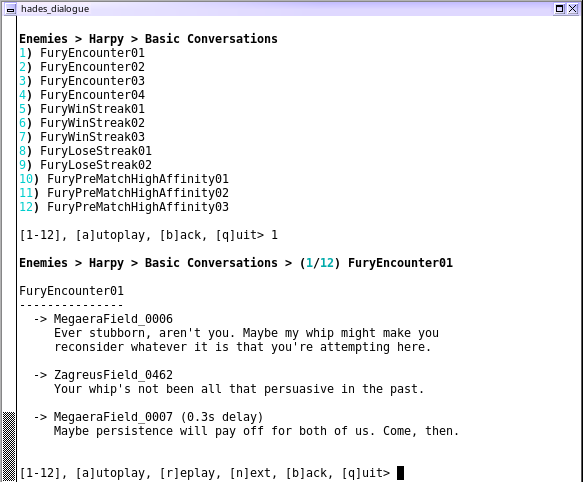 hades_dialogue
Enemies > Harpy > Basic Conversations
1) FuryEncounter01
2) FuryEncounter02
3) FuryEncounter03
4) FuryEncounter04
5) FuryWinStreak01
6) FuryWinStreak02
7) FuryWinStreak03
8) FuryLoseStreak01
9) FuryLoseStreak02
10) FuryPreMatchHighAffinity01
11) FuryPreMatchHighAffinity02
12) FuryPreMatchHighAffinity03
[1-12], [a]utoplay, [b]ack, [q]uit> 1
Enemies > Harpy > Basic Conversations > (1/12) FuryEncounter01
FuryEncounter01
---------------
-> MegaeraField_0006
Ever stubborn, aren't you. Maybe my whip might make you
reconsider whatever it is that you're attempting here.
-> ZagreusField_0462
Your whip's not been all that persuasive in the past.
-> MegaeraField_0007 (0.3s delay)
Maybe persistence will pay off for both of us. Come, then.
[1-12], [a]utoplay, [r]eplay, [n]ext, [b]ack, [q]uit>